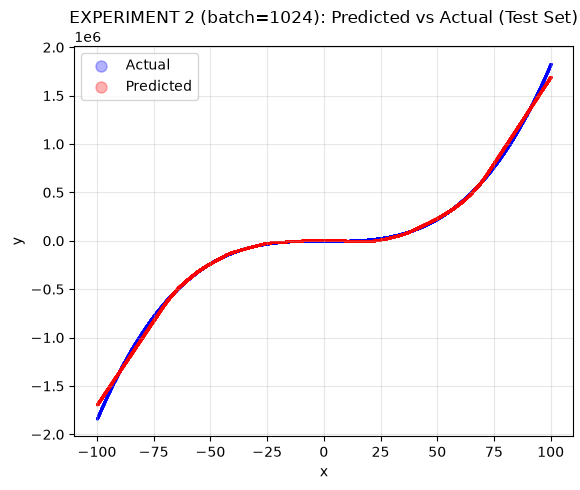 EXPERIMENT 2 (batch=1024): Predicted vs Actual (Test Set)
1e6
Actual
Predicted
2.0
1.5
1.0
0.5
0.0
−0.5
−1.0
−1.5
−2.0
y
−100 −75 −50 −25 0 25 50 75 100
x